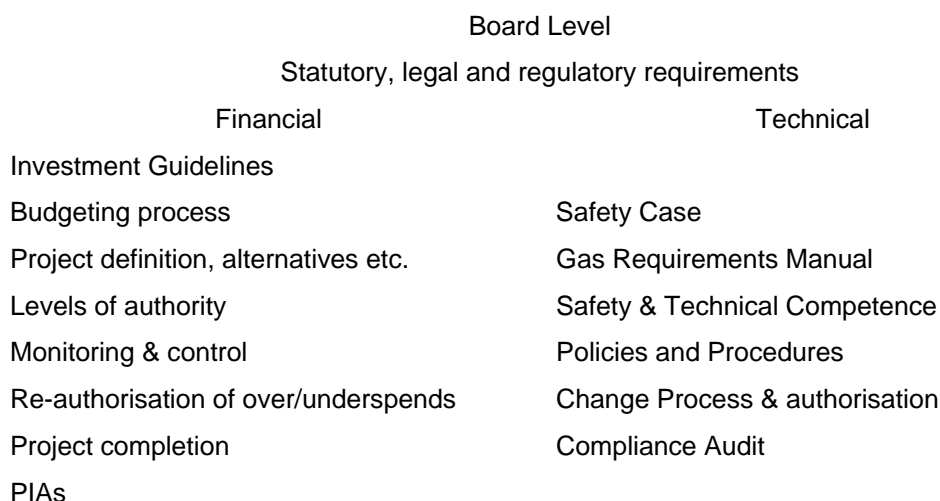 Board Level
Statutory, legal and regulatory requirements
Financial Technical
Investment Guidelines
Budgeting process Safety Case
Project definition, alternatives etc. Gas Requirements Manual
Levels of authority Safety & Technical Competence
Monitoring & control Policies and Procedures
Re-authorisation of over/underspends Change Process & authorisation
Project completion Compliance Audit
PIAs